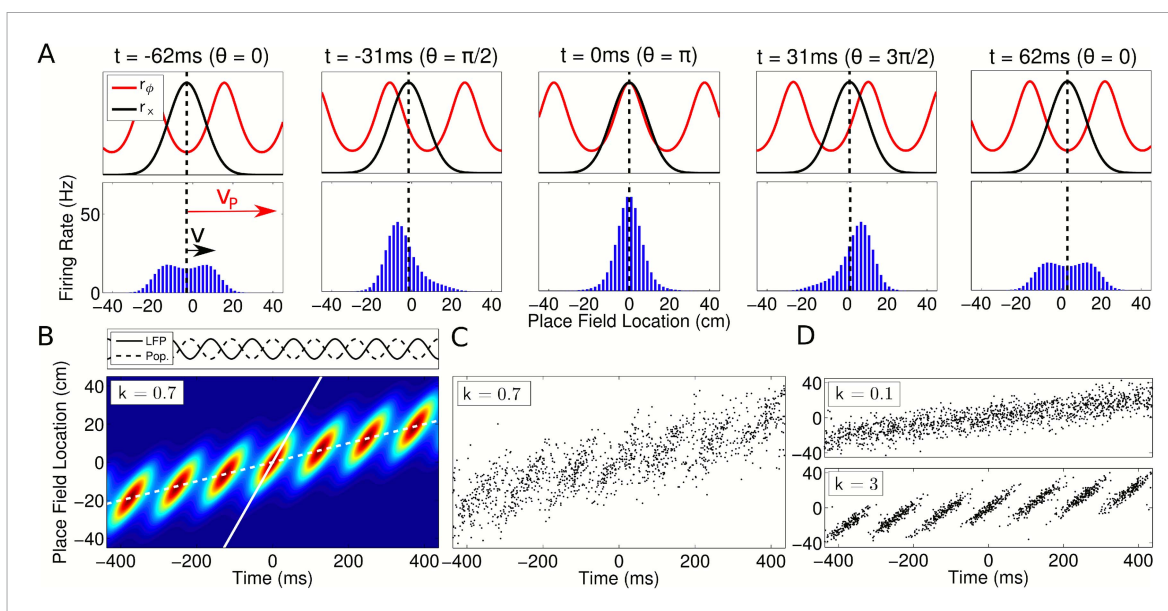 A
t = -62ms (θ = 0)
t = -31ms (θ = π/2)
t = 0ms (θ = π)
t = 31ms (θ = 3π/2)
t = 62ms (θ = 0)
r_ϕ
r_x
Firing Rate (Hz)
50
0
V_P
V
−40 −20 0 20 40
−40 −20 0 20 40
−40 −20 0 20 40
−40 −20 0 20 40
−40 −20 0 20 40
Place Field Location (cm)
B
LFP
Pop.
k = 0.7
Place Field Location (cm)
40
20
0
−20
−40
−400 −200 0 200 400
Time (ms)
C
k = 0.7
−400 −200 0 200 400
Time (ms)
D
k = 0.1
40
0
−40
k = 3
40
0
−40
−400 −200 0 200 400
Time (ms)